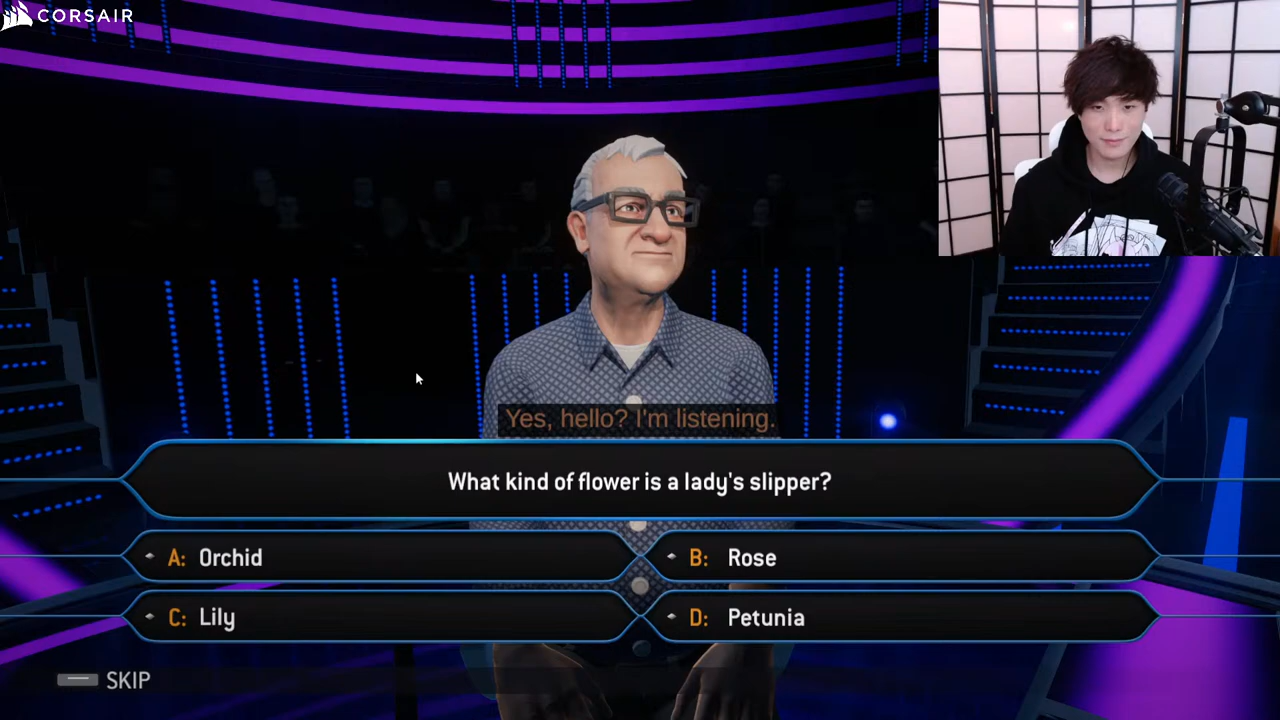 CORSAIR
Yes, hello? I'm listening.
What kind of flower is a lady's slipper?
A: Orchid
B: Rose
C: Lily
D: Petunia
SKIP